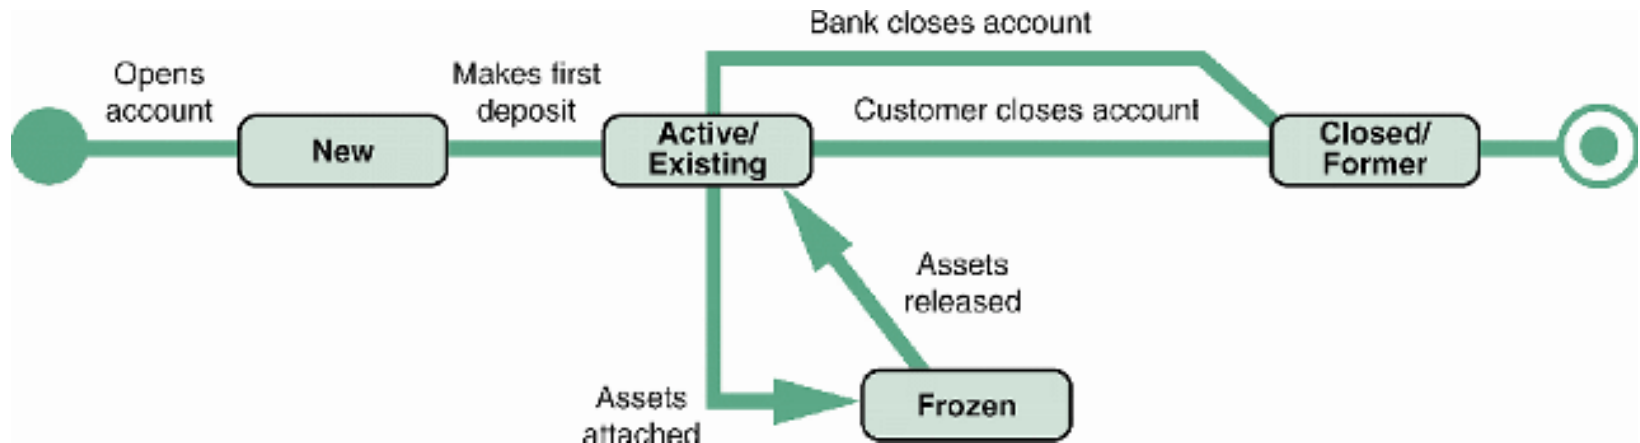 Bank closes account
Opens
account
Makes first
deposit
Customer closes account
New
Active/
Existing
Closed/
Former
Assets
released
Assets
attached
Frozen